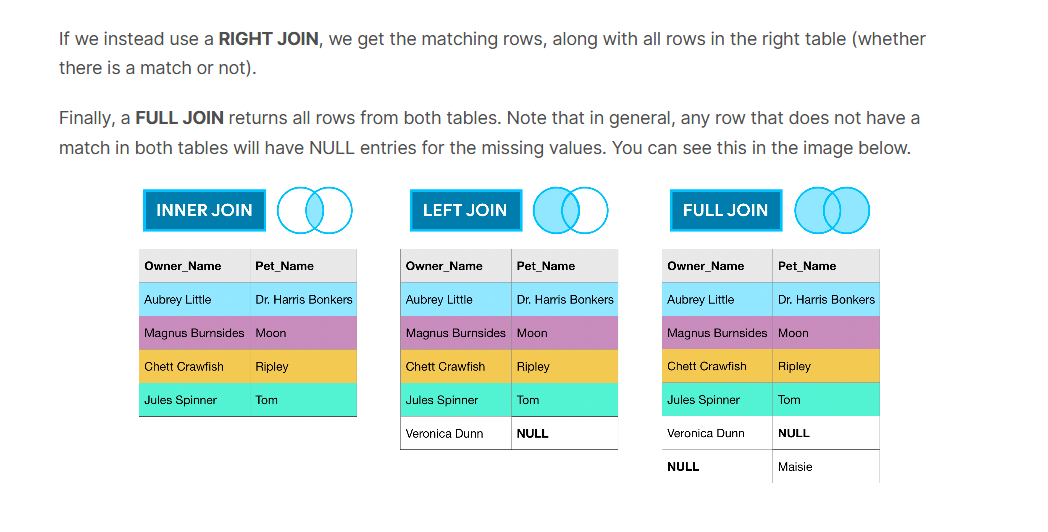 If we instead use a RIGHT JOIN, we get the matching rows, along with all rows in the right table (whether
there is a match or not).
Finally, a FULL JOIN returns all rows from both tables. Note that in general, any row that does not have a
match in both tables will have NULL entries for the missing values. You can see this in the image below.
INNER JOIN
Owner_Name Pet_Name
Aubrey Little Dr. Harris Bonkers
Magnus Burnsides Moon
Chett Crawfish Ripley
Jules Spinner Tom
LEFT JOIN
Owner_Name Pet_Name
Aubrey Little Dr. Harris Bonkers
Magnus Burnsides Moon
Chett Crawfish Ripley
Jules Spinner Tom
Veronica Dunn NULL
FULL JOIN
Owner_Name Pet_Name
Aubrey Little Dr. Harris Bonkers
Magnus Burnsides Moon
Chett Crawfish Ripley
Jules Spinner Tom
Veronica Dunn NULL
NULL Maisie